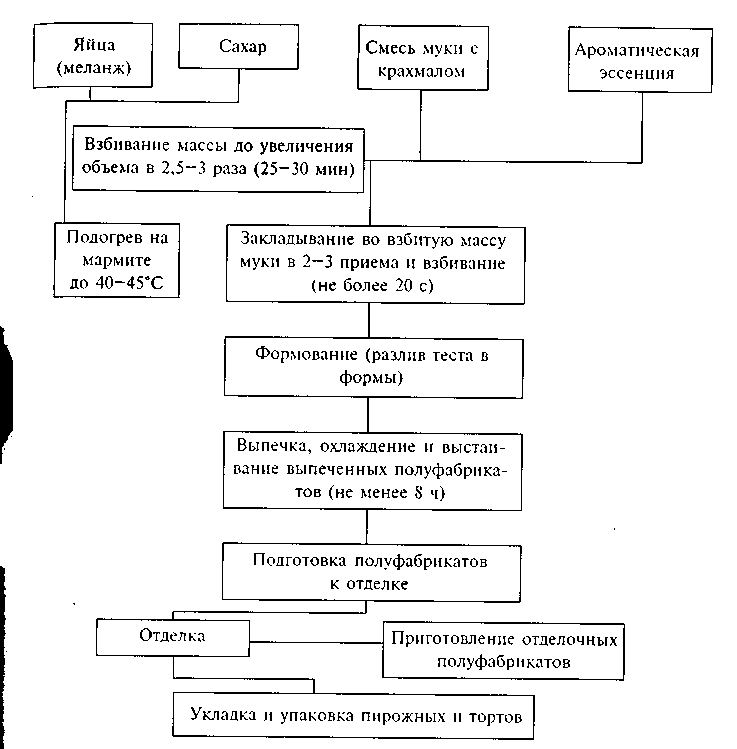 Яйца
(меланж)
Сахар
Смесь муки с
крахмалом
Ароматическая
эссенция
Взбивание массы до увеличения
объема в 2,5−3 раза (25−30 мин)
Подогрев на
мармите
до 40−45°С
Закладывание во взбитую массу
муки в 2−3 приема и взбивание
(не более 20 с)
Формование (разлив теста в
формы)
Выпечка, охлаждение и выстаи-
вание выпеченных полуфабрика-
тов (не менее 8 ч)
Подготовка полуфабрикатов
к отделке
Отделка
Приготовление отделочных
полуфабрикатов
Укладка и упаковка пирожных и тортов